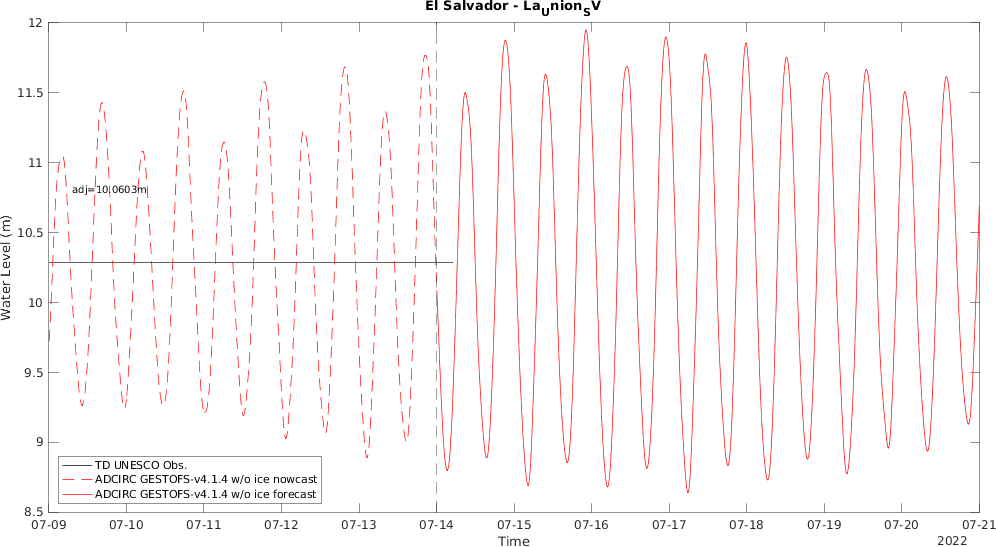 El Salvador - LaUnionSV
12
11.5
11
10.5
10
9.5
9
8.5
Water Level (m)
adj=10.0603m
TD UNESCO Obs.
ADCIRC GESTOFS-v4.1.4 w/o ice nowcast
ADCIRC GESTOFS-v4.1.4 w/o ice forecast
07-09 07-10 07-11 07-12 07-13 07-14 07-15 07-16 07-17 07-18 07-19 07-20 07-21
Time
2022